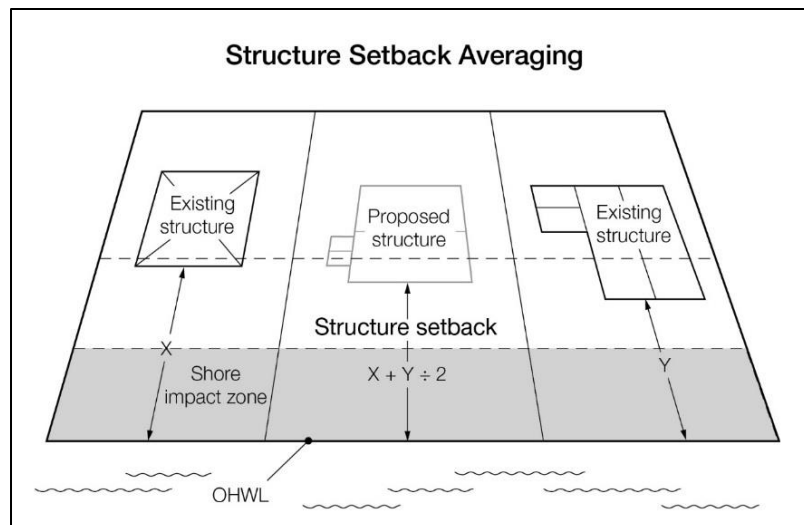 Structure Setback Averaging
Existing
structure
Proposed
structure
Existing
structure
Structure setback
X
Shore
impact zone
X + Y ÷ 2
Y
OHWL